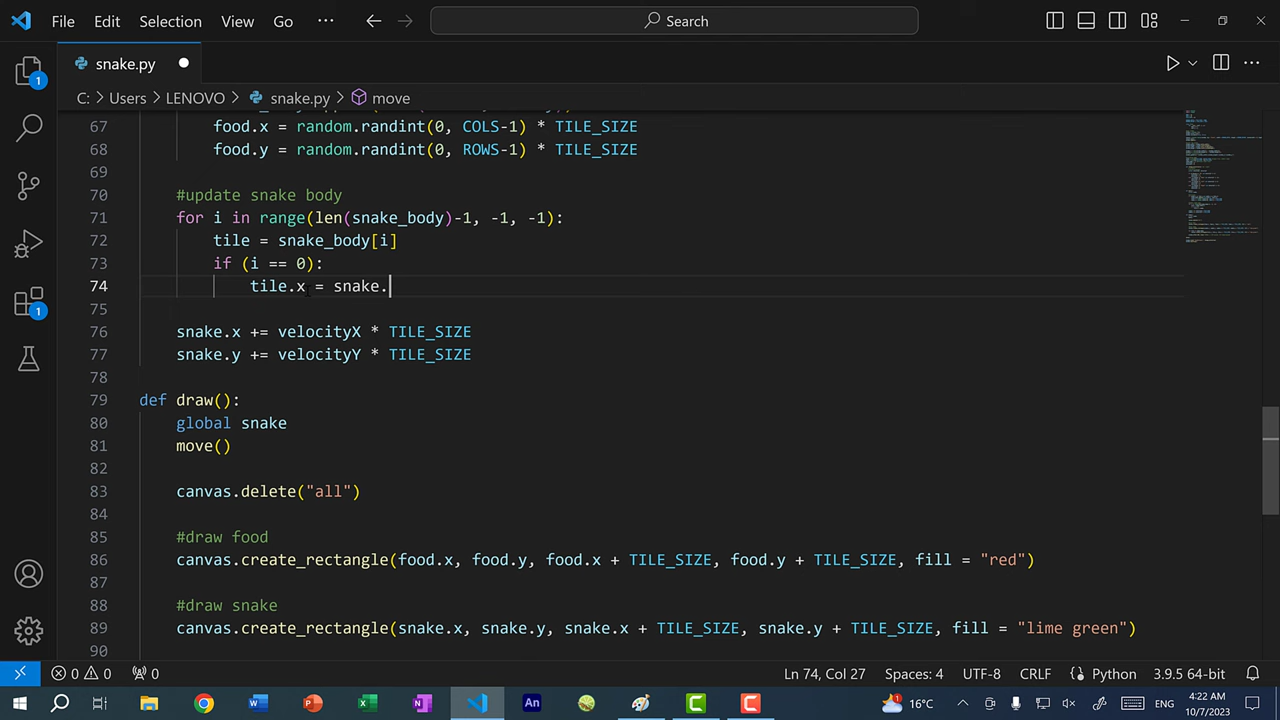 File Edit Selection View Go ··· Search
snake.py
C: > Users > LENOVO > snake.py > move
67 food.x = random.randint(0, COLS-1) * TILE_SIZE
68 food.y = random.randint(0, ROWS-1) * TILE_SIZE
69
70 #update snake body
71 for i in range(len(snake_body)-1, -1, -1):
72 tile = snake_body[i]
73 if (i == 0):
74 tile.x = snake.
75
76 snake.x += velocityX * TILE_SIZE
77 snake.y += velocityY * TILE_SIZE
78
79 def draw():
80 global snake
81 move()
82
83 canvas.delete("all")
84
85 #draw food
86 canvas.create_rectangle(food.x, food.y, food.x + TILE_SIZE, food.y + TILE_SIZE, fill = "red")
87
88 #draw snake
89 canvas.create_rectangle(snake.x, snake.y, snake.x + TILE_SIZE, snake.y + TILE_SIZE, fill = "lime green")
90
1
1
0 0 0 Ln 74, Col 27 Spaces: 4 UTF-8 CRLF Python 3.9.5 64-bit
An 16°C ENG 4:22 AM
10/7/2023